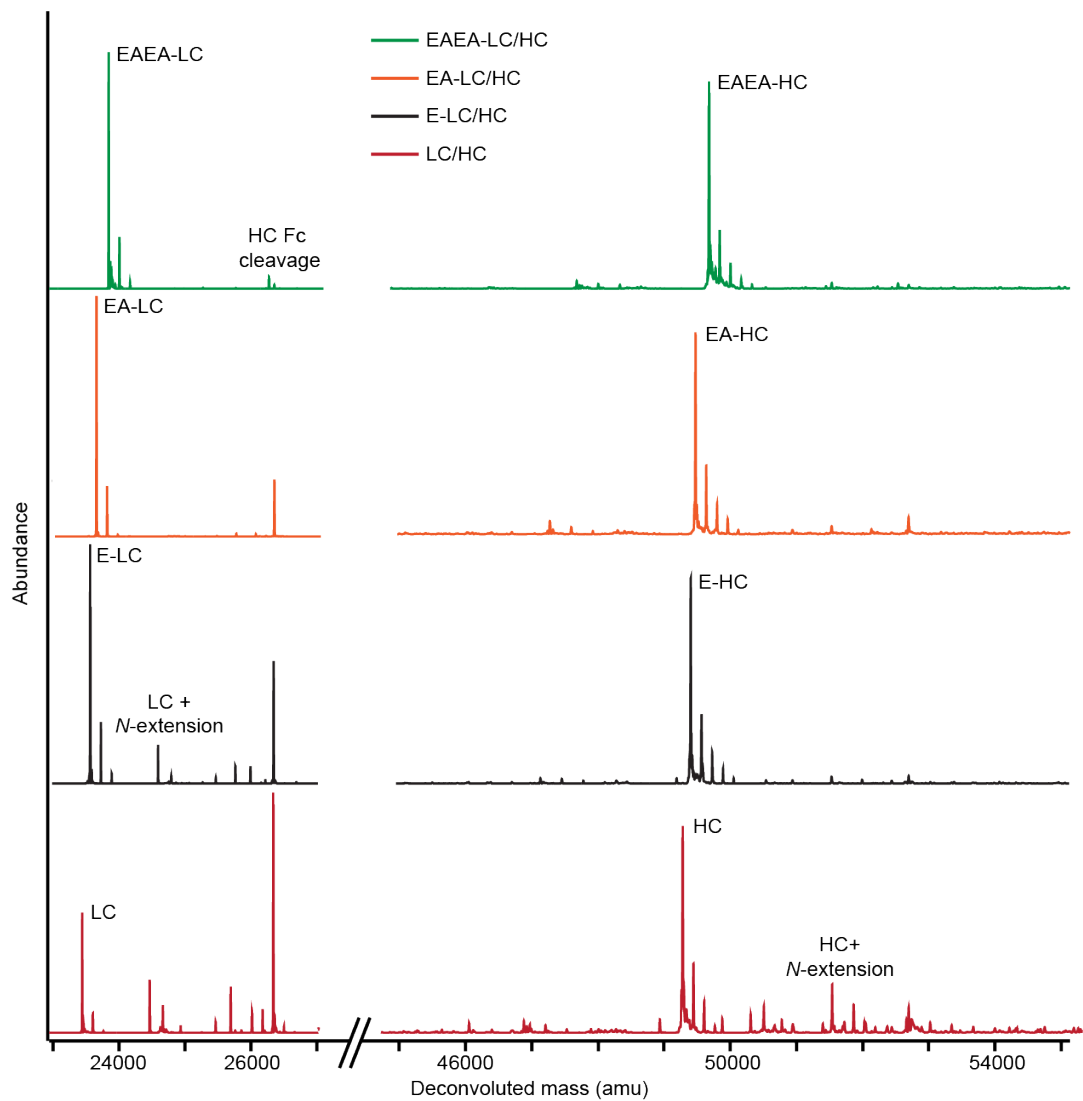 EAEA-LC
EAEA-LC/HC
EA-LC/HC
E-LC/HC
LC/HC
EAEA-HC
HC Fc
cleavage
EA-LC
EA-HC
E-LC
E-HC
LC +
N-extension
LC
HC
HC+
N-extension
Abundance
24000 26000 46000 50000 54000
Deconvoluted mass (amu)